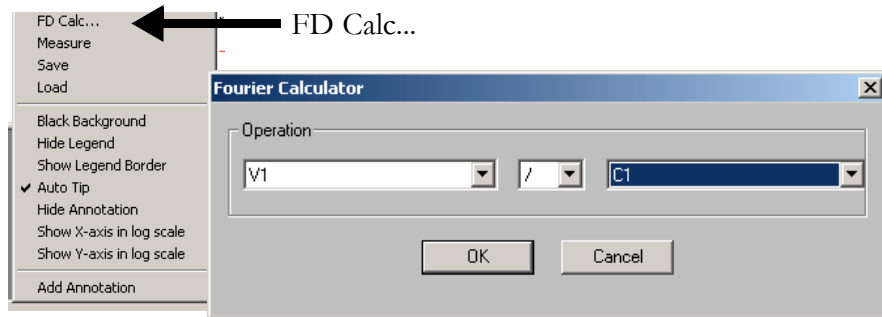 FD Calc...
FD Calc...
Measure
Save
Load
Fourier Calculator
Black Background
Operation
Hide Legend
Show Legend Border
V1 / C1
Auto Tip
Hide Annotation
Show X-axis in log scale
Show Y-axis in log scale
OK Cancel
Add Annotation